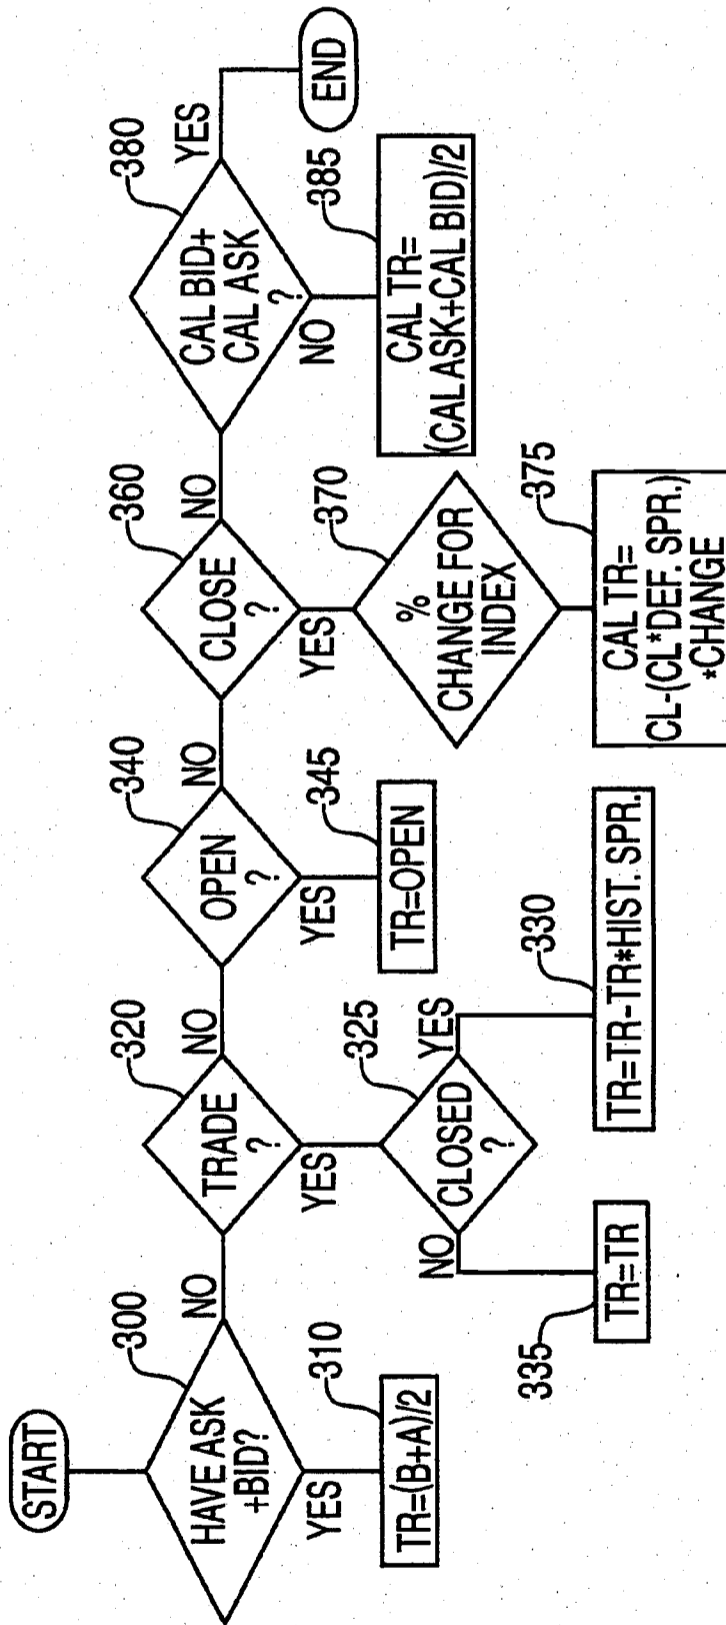 START
300
HAVE ASK
+BID?
NO
YES
310
TR=(B+A)/2
320
TRADE
?
NO
YES
325
CLOSED
?
NO
YES
335
TR=TR
330
TR=TR-TR*HIST. SPR.
340
OPEN
?
NO
YES
345
TR=OPEN
360
CLOSE
?
NO
YES
370
%
CHANGE FOR
INDEX
375
CAL TR=
CL-(CL*DEF. SPR.)
*CHANGE
380
CAL BID+
CAL ASK
?
YES
NO
END
385
CAL TR=
(CAL ASK+CAL BID)/2